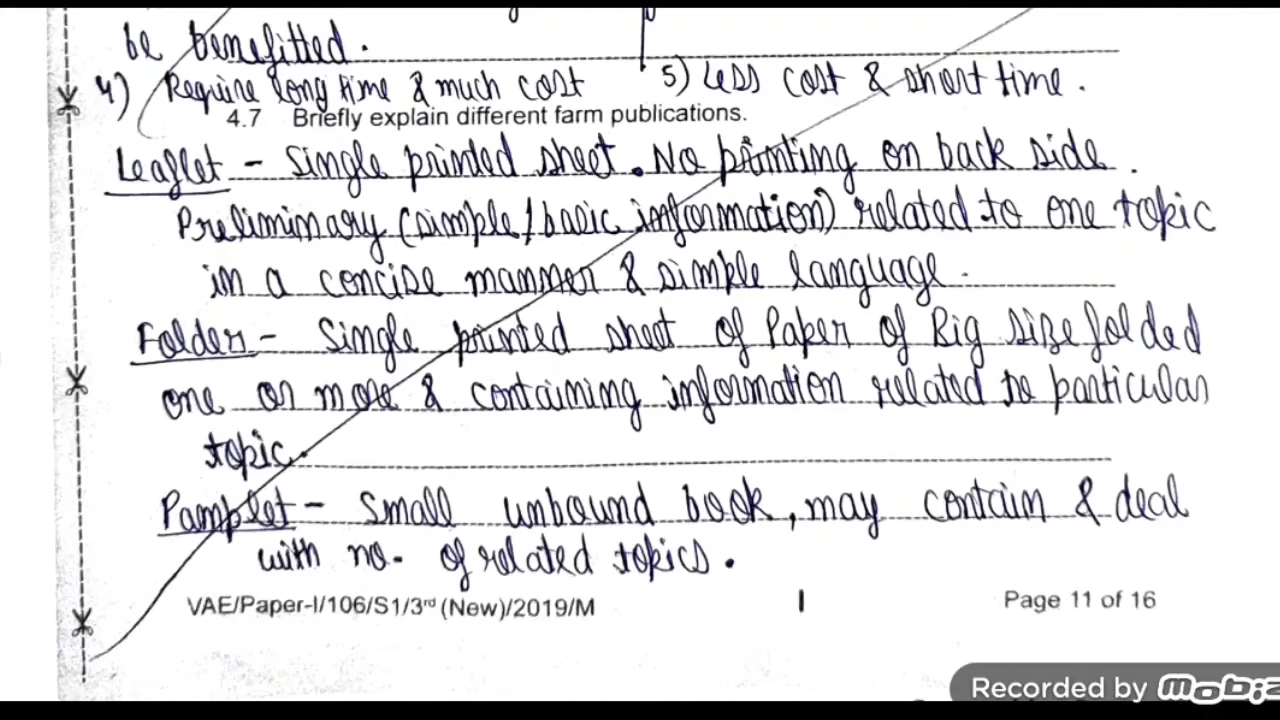 be benefitted.
4) Require long time & much cost 5) Less cost & short time.
4.7 Briefly explain different farm publications.
Leaflet - Single printed sheet. No printing on back side.
Preliminary (simple/basic information) related to one topic
in a concise manner & simple language.
Folder - Single printed sheet of Paper of Big size folded
one or more & containing information related to particular
topic.
Pamplet - Small unbound book, may contain & deal
with no. of related topics.
VAE/Paper-I/106/S1/3rd (New)/2019/M I Page 11 of 16
Recorded by